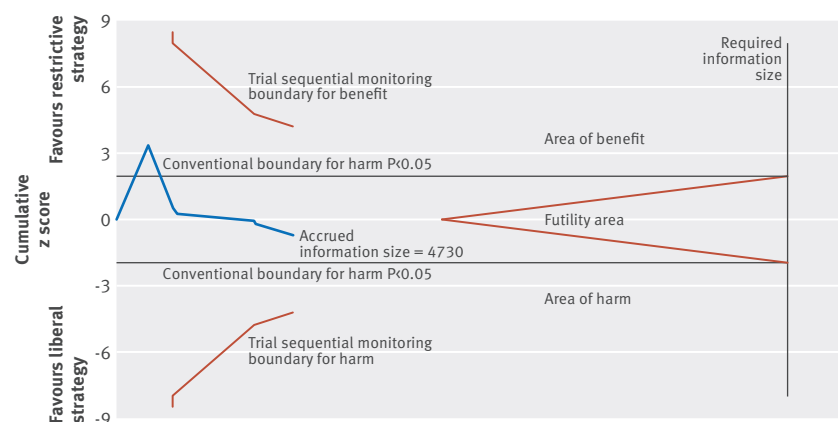 Favours restrictive
strategy
Cumulative
z score
Favours liberal
strategy
9
6
3
0
-3
-6
-9
Required
information
size
Trial sequential monitoring
boundary for benefit
Area of benefit
Conventional boundary for harm P<0.05
Futility area
Accrued
information size = 4730
Conventional boundary for harm P<0.05
Area of harm
Trial sequential monitoring
boundary for harm